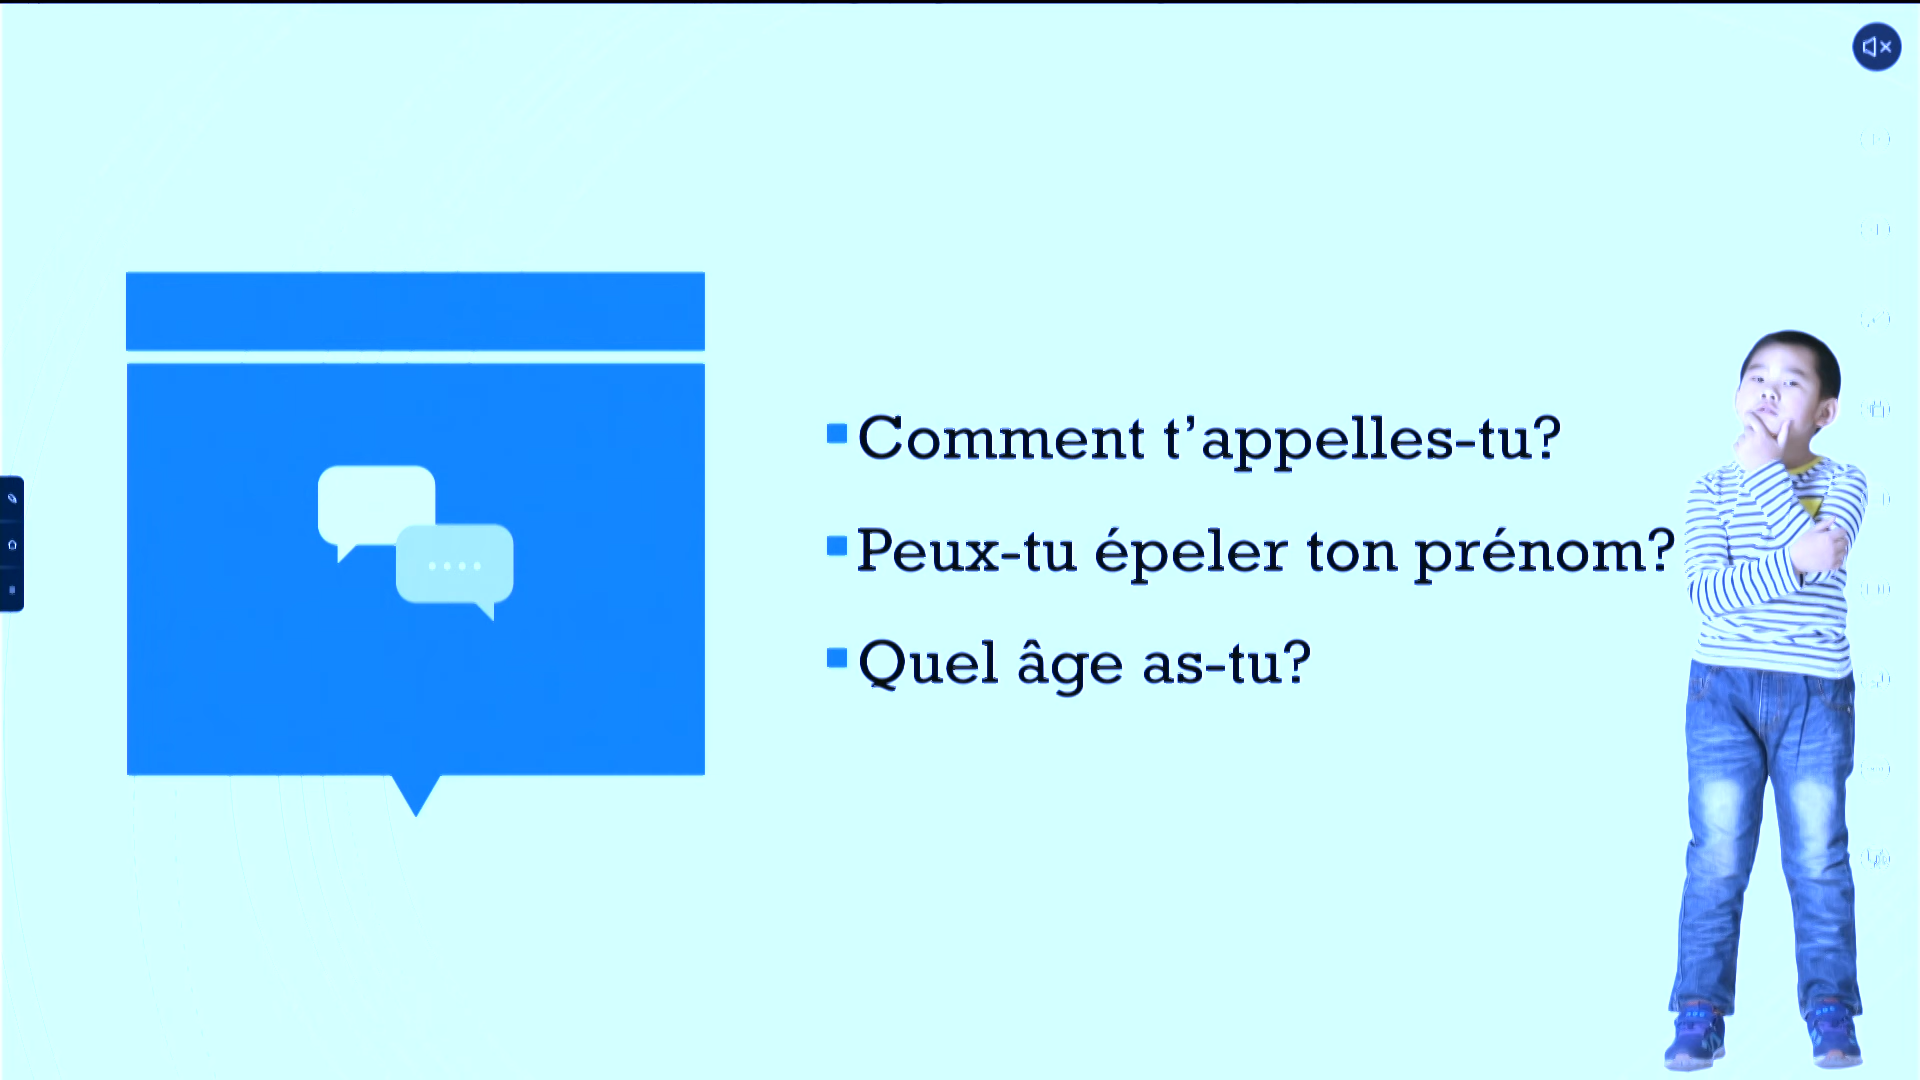 Comment t’appelles-tu?
Peux-tu épeler ton prénom?
Quel âge as-tu?